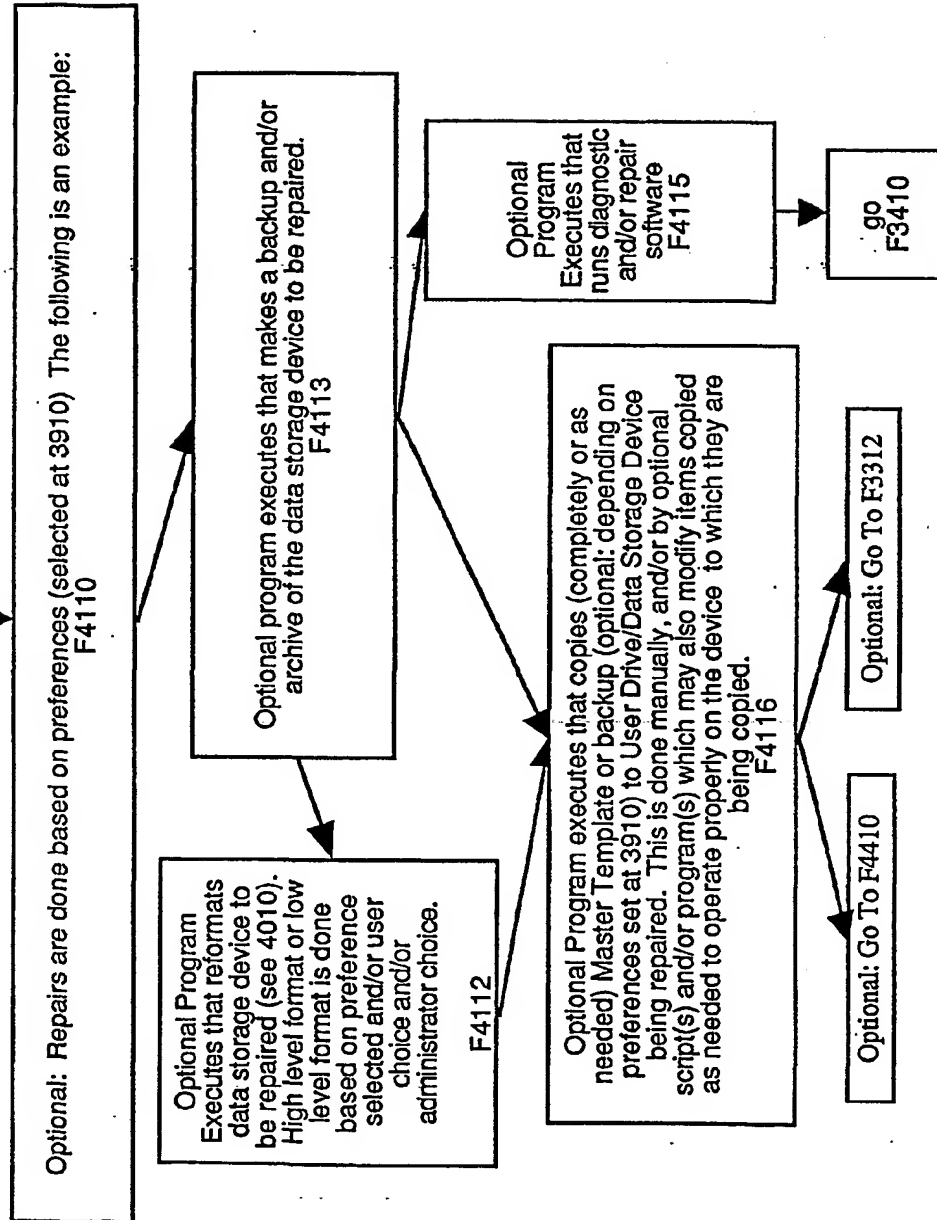 Optional: Repairs are done based on preferences (selected at 3910) The following is an example:
F4110
Optional program executes that makes a backup and/or
archive of the data storage device to be repaired.
F4113
Optional Program
Executes that reformats
data storage device to
be repaired (see 4010).
High level format or low
level format is done
based on preference
selected and/or user
choice and/or
administrator choice.
F4112
Optional
Program
Executes that
runs diagnostic
and/or repair
software
F4115
Optional Program executes that copies (completely or as
needed) Master Template or backup (optional: depending on
preferences set at 3910) to User Drive/Data Storage Device
being repaired. This is done manually, and/or by optional
script(s) and/or program(s) which may also modify items copied
as needed to operate properly on the device to which they are
being copied.
F4116
go
F3410
Optional: Go To F4410
Optional: Go To F3312